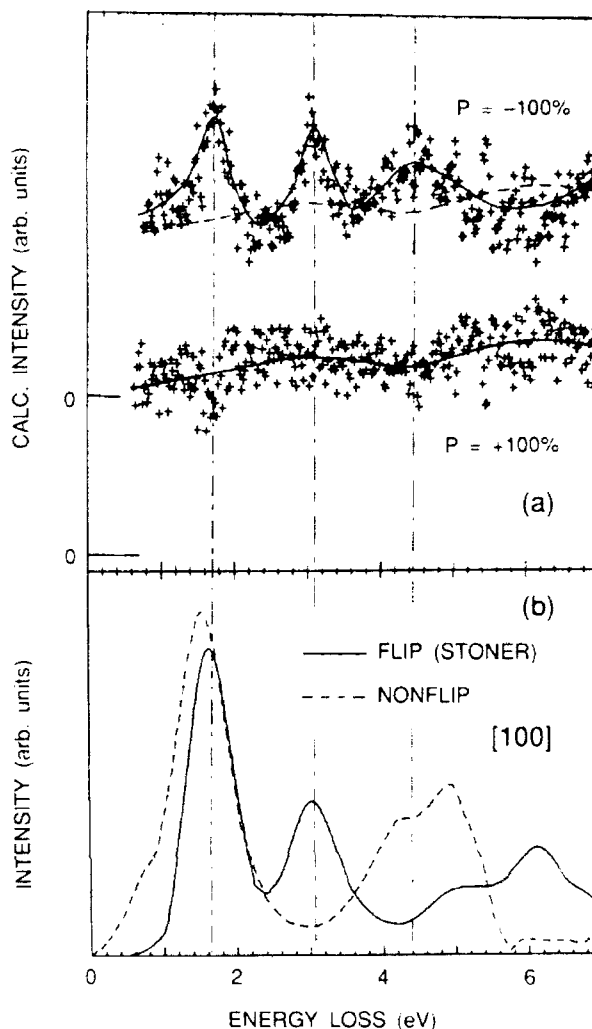 CALC. INTENSITY (arb. units)
P = −100%
0
P = +100%
(a)
0
(b)
FLIP (STONER)
NONFLIP
[100]
INTENSITY (arb. units)
0 2 4 6
ENERGY LOSS (eV)